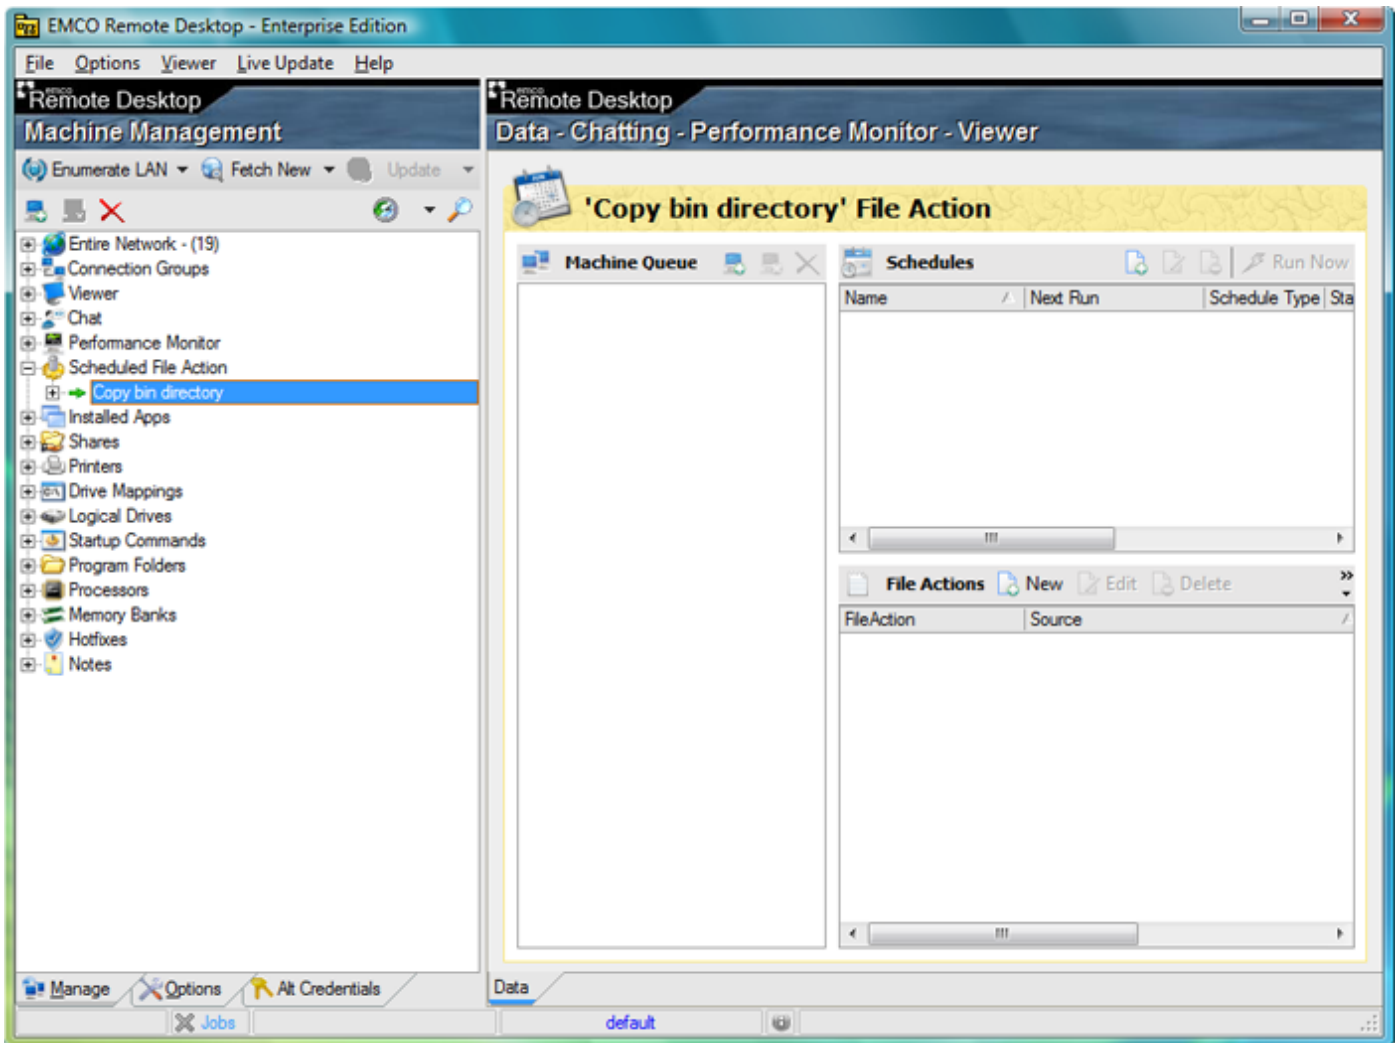 EMCO Remote Desktop - Enterprise Edition
File Options Viewer Live Update Help
emco
Remote Desktop
Machine Management
Enumerate LAN Fetch New Update
Entire Network - (19)
Connection Groups
Viewer
Chat
Performance Monitor
Scheduled File Action
Copy bin directory
Installed Apps
Shares
Printers
Drive Mappings
Logical Drives
Startup Commands
Program Folders
Processors
Memory Banks
Hotfixes
Notes
Manage Options Alt Credentials
emco
Remote Desktop
Data - Chatting - Performance Monitor - Viewer
'Copy bin directory' File Action
Machine Queue
Schedules Run Now
Name Next Run Schedule Type Sta
File Actions New Edit Delete
FileAction Source
Data
Jobs default